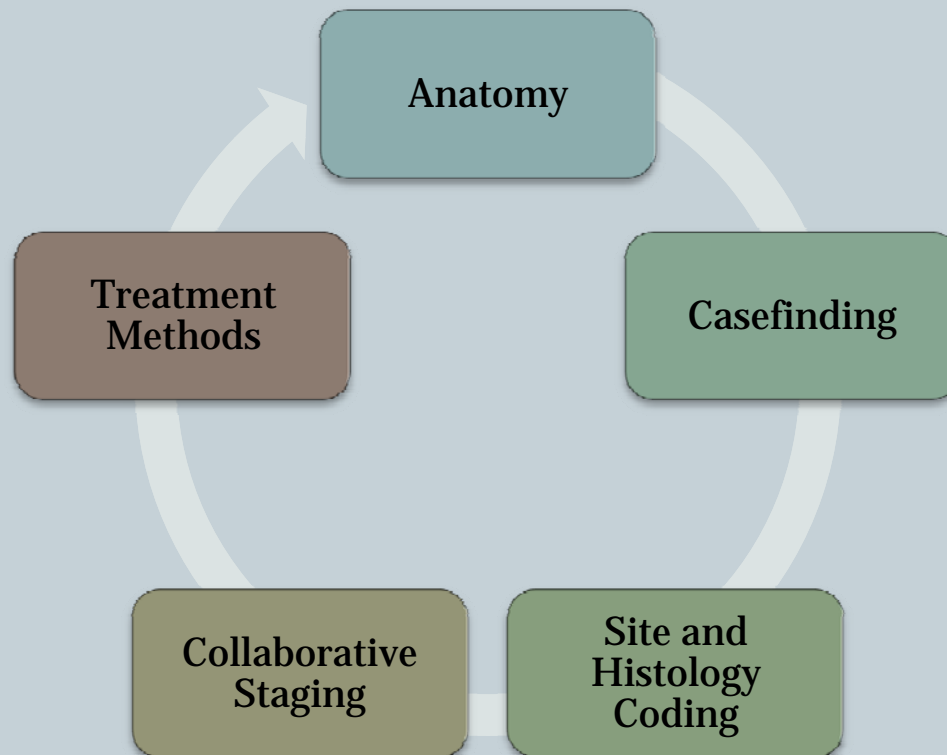 Anatomy
Casefinding
Site and
Histology
Coding
Collaborative
Staging
Treatment
Methods